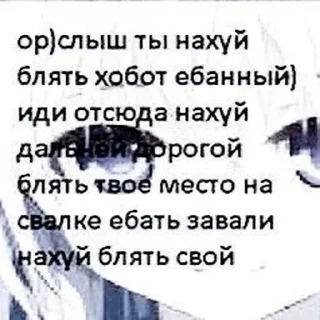 ор)слыш ты нахуй
блять хобот ебанный)
иди отсюда нахуй
дальней дорогой
блять твое место на
свалке ебать завали
нахуй блять свой